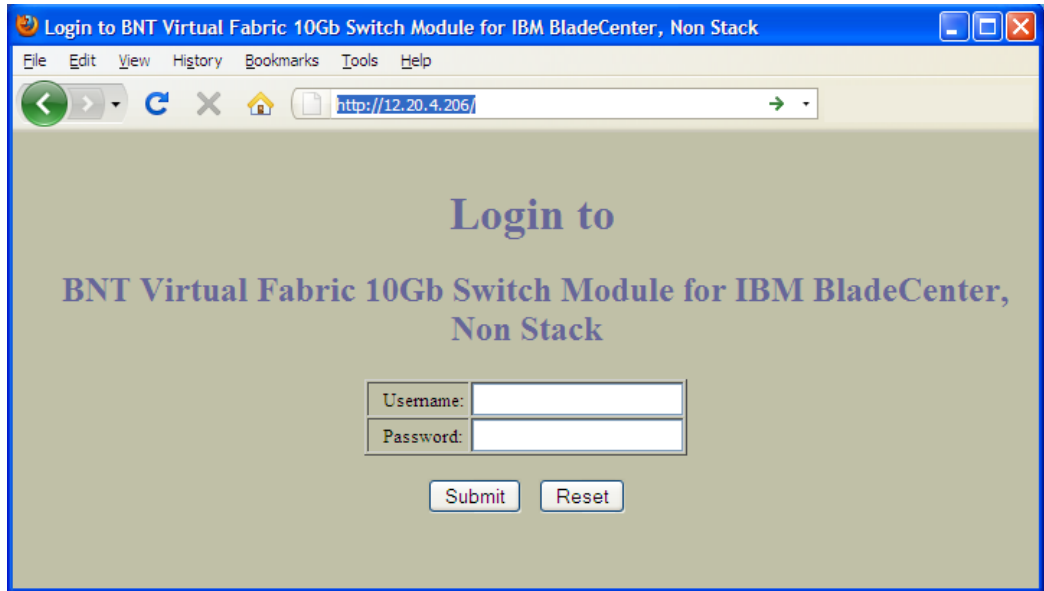 Login to BNT Virtual Fabric 10Gb Switch Module for IBM BladeCenter, Non Stack
File Edit View History Bookmarks Tools Help
http://12.20.4.206/
Login to
BNT Virtual Fabric 10Gb Switch Module for IBM BladeCenter,
Non Stack
Username:
Password:
Submit Reset